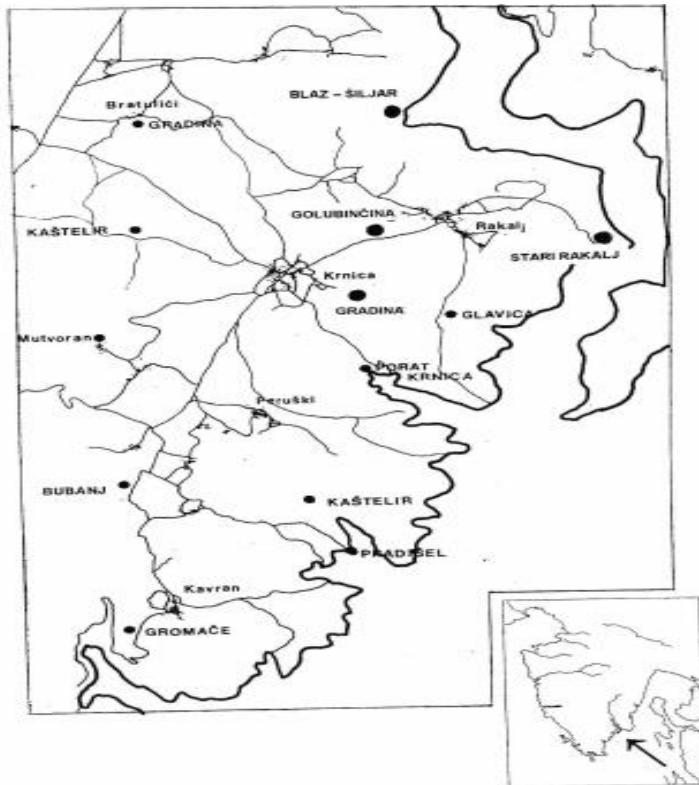 BLAZ – ŠILJAR
Bratulići
GRADINA
GOLUBINČINA
Rakalj
KAŠTELIR
STARI RAKALJ
Krnica
GRADINA
GLAVICA
Mutvoran
PORAT
KRNICA
Peruški
BUBANJ
KAŠTELIR
PRADIŠEL
Kavran
GROMAČE